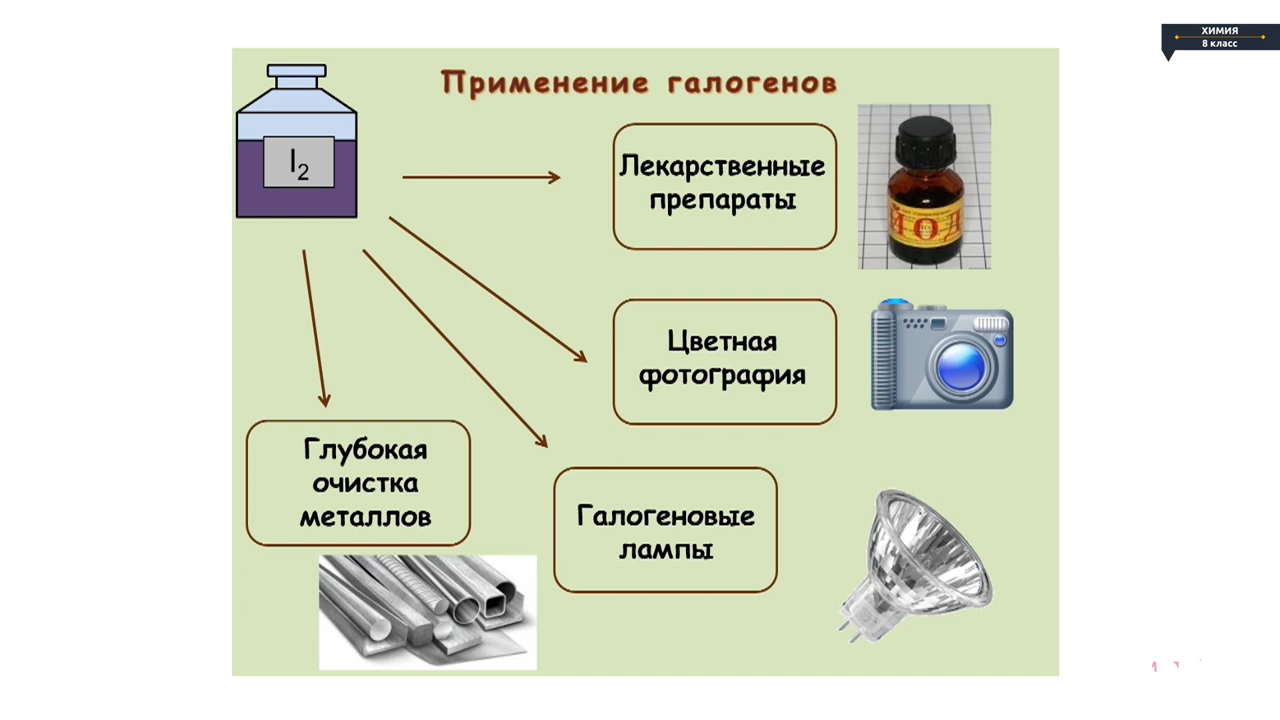 ХИМИЯ
8 класс
Применение галогенов
I₂
Лекарственные
препараты
ЙОД
Цветная
фотография
Глубокая
очистка
металлов
Галогеновые
лампы